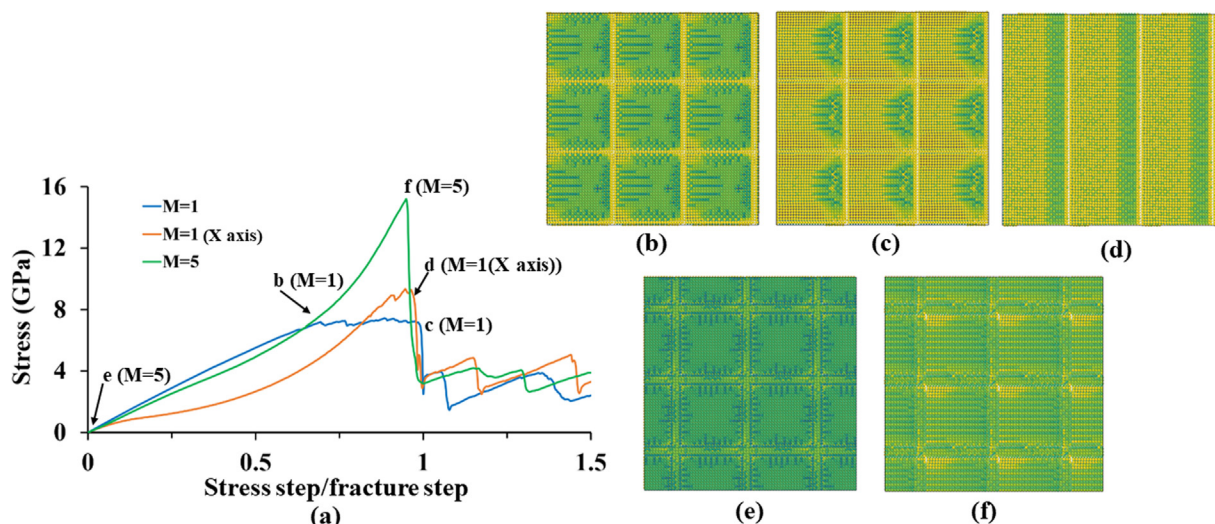 (b)
(c)
(d)
16
12
8
4
0
Stress (GPa)
M=1
M=1 (X axis)
M=5
f (M=5)
b (M=1)
d (M=1(X axis))
c (M=1)
e (M=5)
0
0.5
1
1.5
Stress step/fracture step
(a)
(e)
(f)